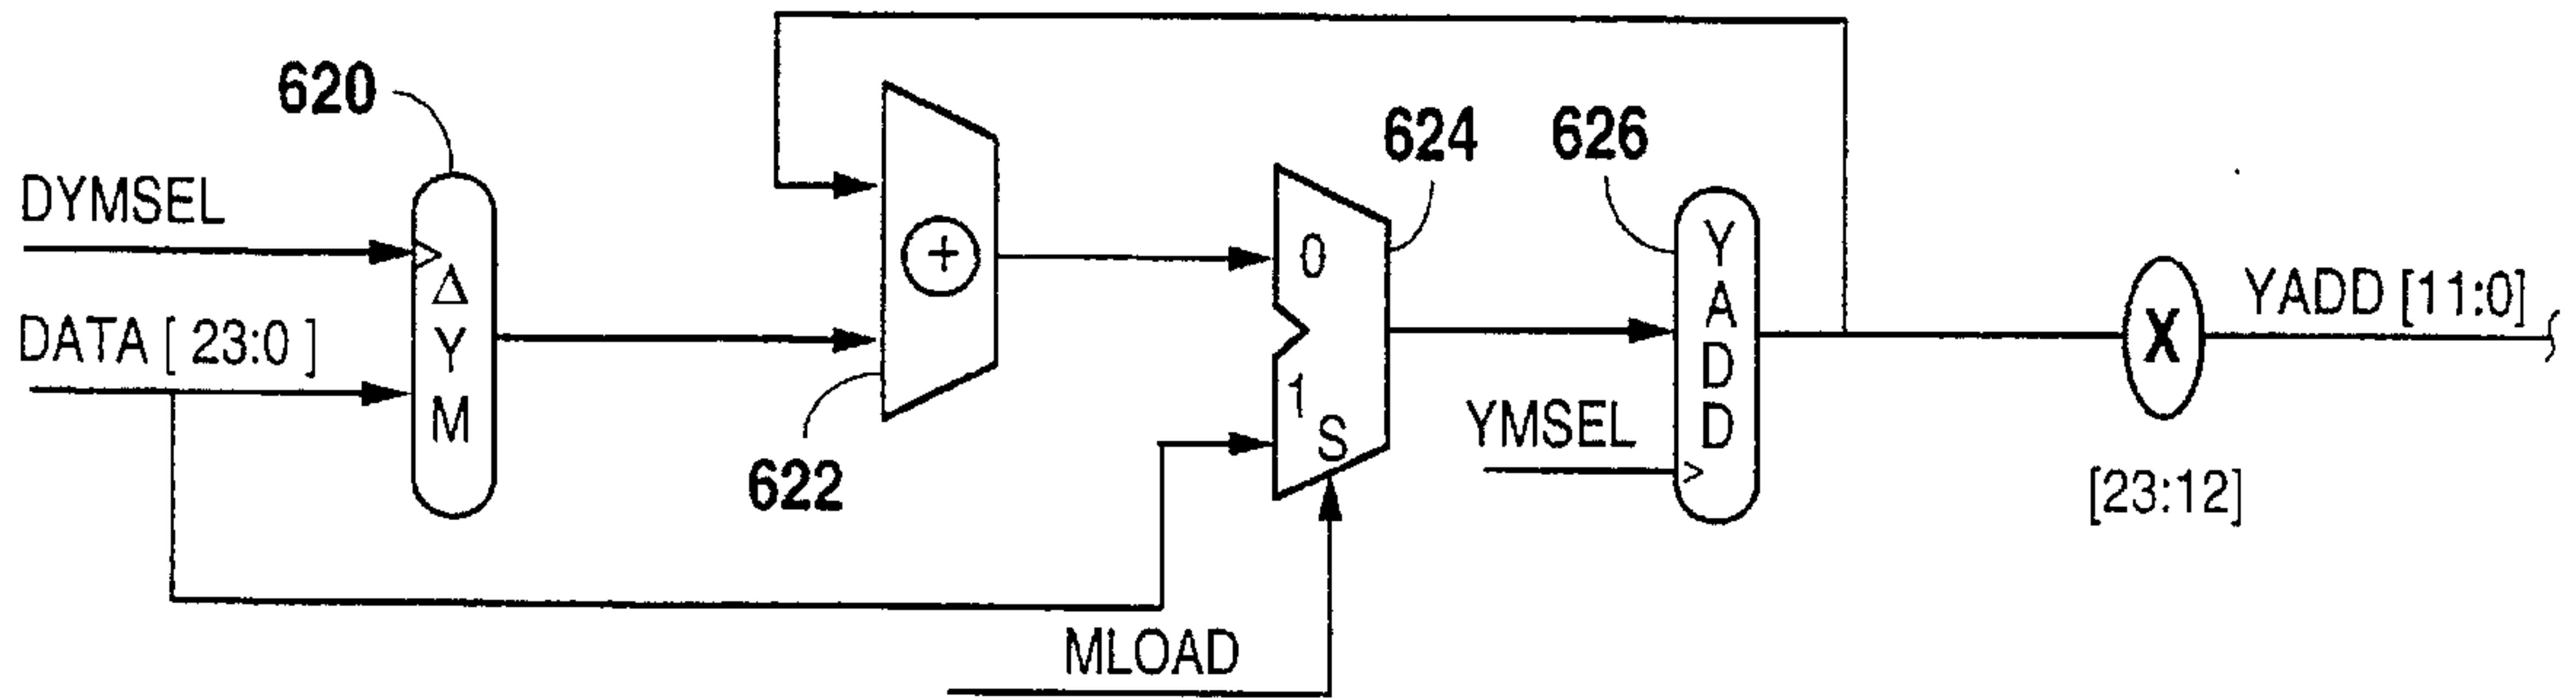 620
DYMSEL
DATA [ 23:0 ]
Δ
Y
M
622
+
624
0
1
S
MLOAD
626
YMSEL
Y
A
D
D
X
YADD [11:0]
[23:12]